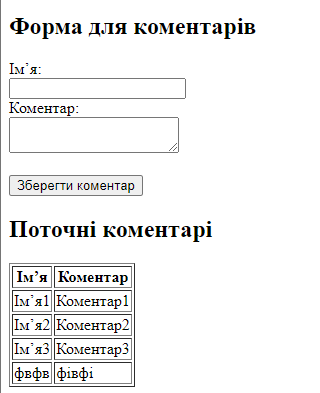 Форма для коментарів
Ім’я:
Коментар:
Зберегти коментар
Поточні коментарі
Ім’я Коментар
Ім’я1 Коментар1
Ім’я2 Коментар2
Ім’я3 Коментар3
фвфв фівфі